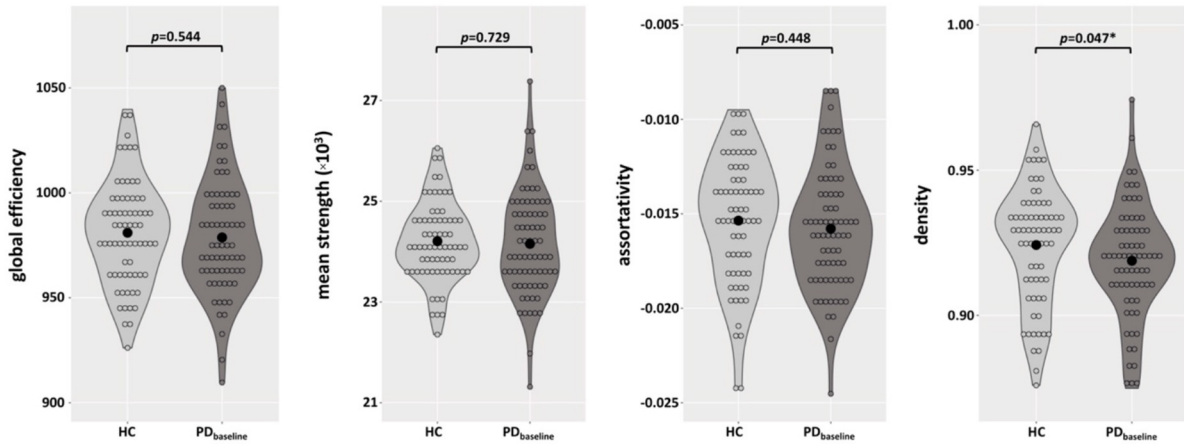 p=0.544
global efficiency
1050
1000
950
900
HC PDbaseline
p=0.729
mean strength (×10³)
27
25
23
21
HC PDbaseline
p=0.448
assortativity
-0.005
-0.010
-0.015
-0.020
-0.025
HC PDbaseline
p=0.047*
density
1.00
0.95
0.90
HC PDbaseline